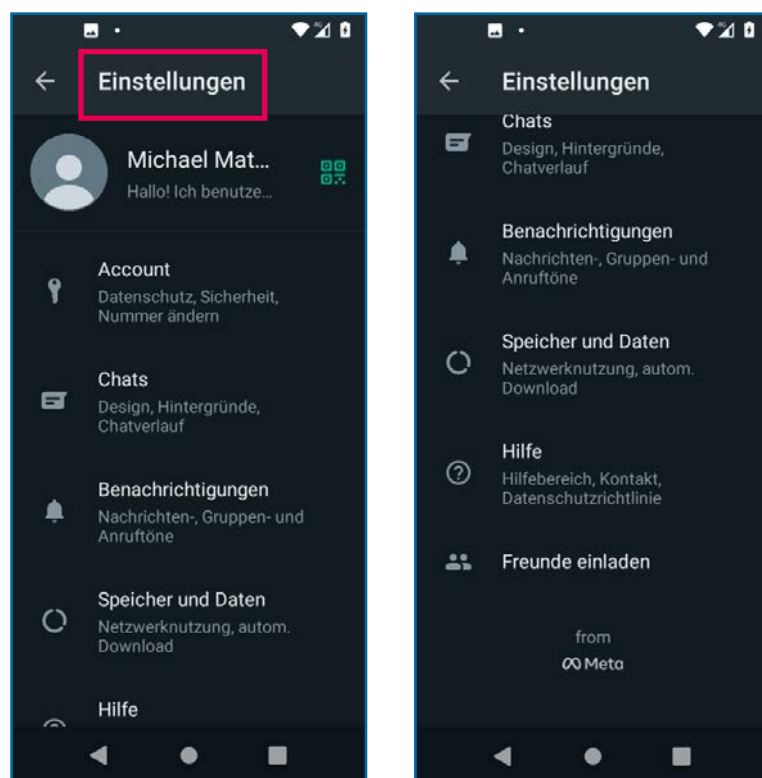 Einstellungen
Michael Mat...
Hallo! Ich benutze...
Account
Datenschutz, Sicherheit,
Nummer ändern
Chats
Design, Hintergründe,
Chatverlauf
Benachrichtigungen
Nachrichten-, Gruppen- und
Anruftöne
Speicher und Daten
Netzwerknutzung, autom.
Download
Hilfe
Einstellungen
Chats
Design, Hintergründe,
Chatverlauf
Benachrichtigungen
Nachrichten-, Gruppen- und
Anruftöne
Speicher und Daten
Netzwerknutzung, autom.
Download
Hilfe
Hilfebereich, Kontakt,
Datenschutzrichtlinie
Freunde einladen
from
Meta